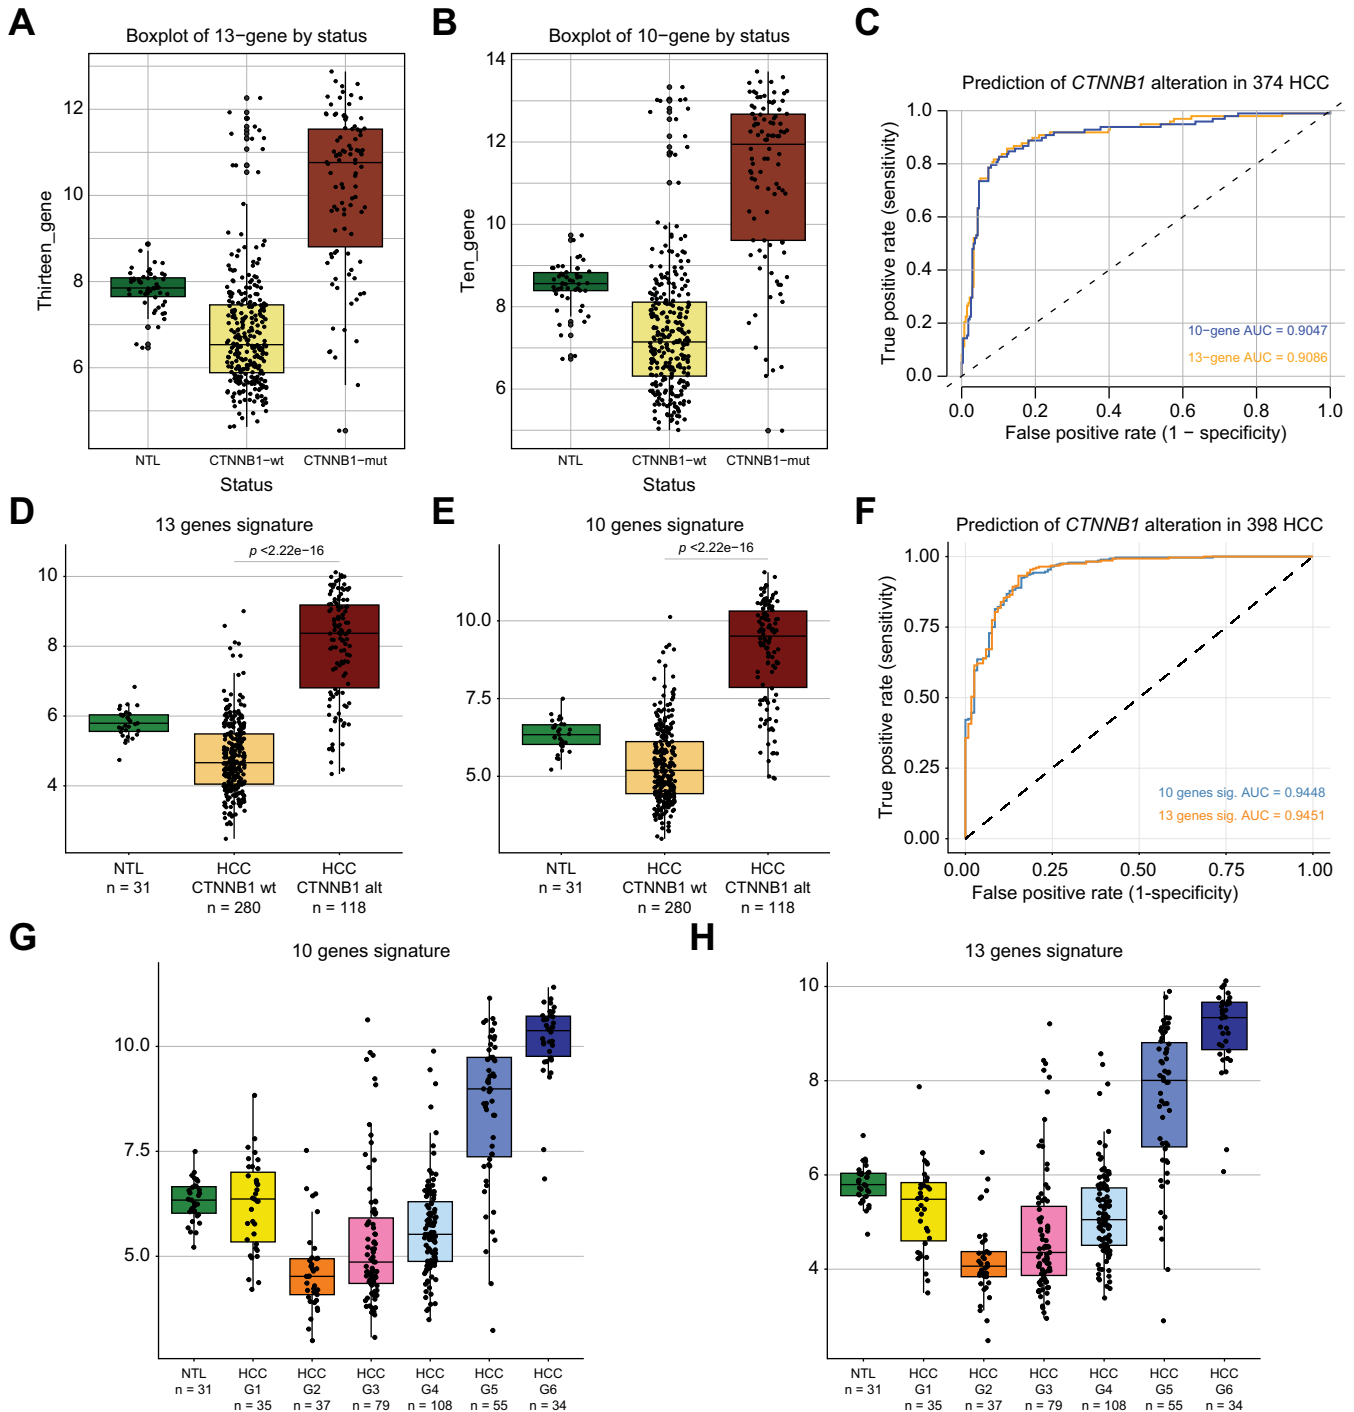 A
Boxplot of 13−gene by status
Thirteen_gene
12
10
8
6
NTL
CTNNB1−wt
CTNNB1−mut
Status
B
Boxplot of 10−gene by status
Ten_gene
14
12
10
8
6
NTL
CTNNB1−wt
CTNNB1−mut
Status
C
Prediction of CTNNB1 alteration in 374 HCC
True positive rate (sensitivity)
1.0
0.8
0.6
0.4
0.2
0.0
10−gene AUC = 0.9047
13−gene AUC = 0.9086
0.0 0.2 0.4 0.6 0.8 1.0
False positive rate (1 − specificity)
D
13 genes signature
p <2.22e−16
10
8
6
4
NTL
n = 31
HCC
CTNNB1 wt
n = 280
HCC
CTNNB1 alt
n = 118
E
10 genes signature
p <2.22e−16
10.0
7.5
5.0
NTL
n = 31
HCC
CTNNB1 wt
n = 280
HCC
CTNNB1 alt
n = 118
F
Prediction of CTNNB1 alteration in 398 HCC
True positive rate (sensitivity)
1.00
0.75
0.50
0.25
0.00
10 genes sig. AUC = 0.9448
13 genes sig. AUC = 0.9451
0.00 0.25 0.50 0.75 1.00
False positive rate (1-specificity)
G
10 genes signature
10.0
7.5
5.0
NTL
n = 31
HCC
G1
n = 35
HCC
G2
n = 37
HCC
G3
n = 79
HCC
G4
n = 108
HCC
G5
n = 55
HCC
G6
n = 34
H
13 genes signature
10
8
6
4
NTL
n = 31
HCC
G1
n = 35
HCC
G2
n = 37
HCC
G3
n = 79
HCC
G4
n = 108
HCC
G5
n = 55
HCC
G6
n = 34